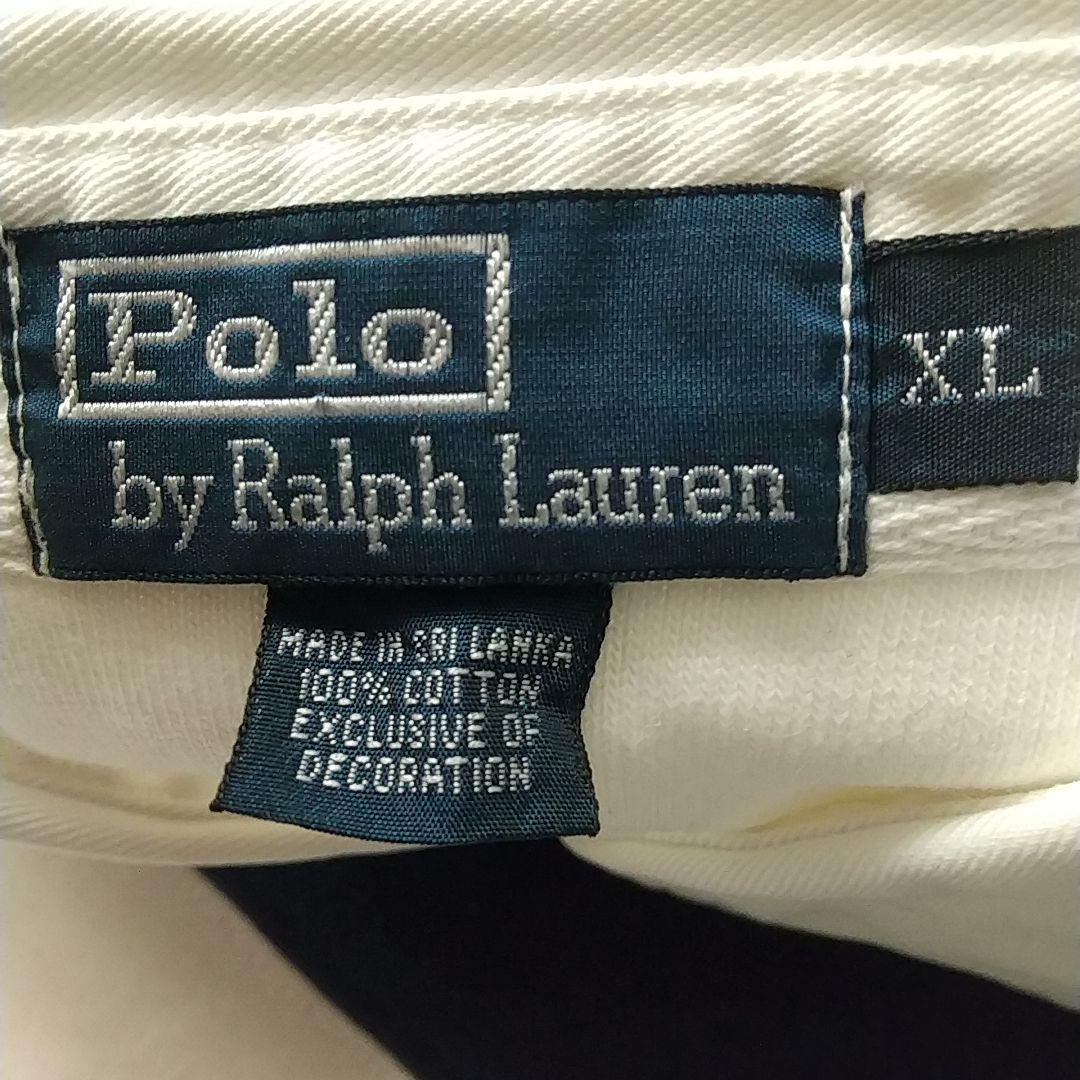 Polo
by Ralph Lauren
XL
MADE IN SRI LANKA
100% COTTON
EXCLUSIVE OF
DECORATION